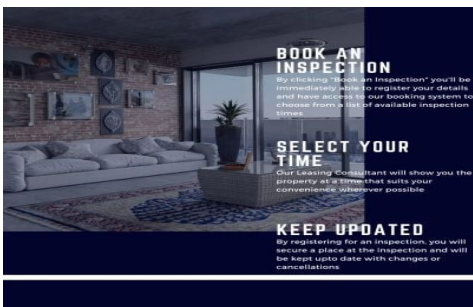 BOOK AN
INSPECTION
By clicking "Book an Inspection" you'll be
immediately able to register your details
and have access to our booking system to
choose from a list of available inspection
times
SELECT YOUR
TIME
Our Leasing Consultant will show you the
property at a time that suits your
convenience wherever possible
KEEP UPDATED
By registering for an inspection, you will
secure a place at the inspection and will
be kept upto date with changes or
cancellations